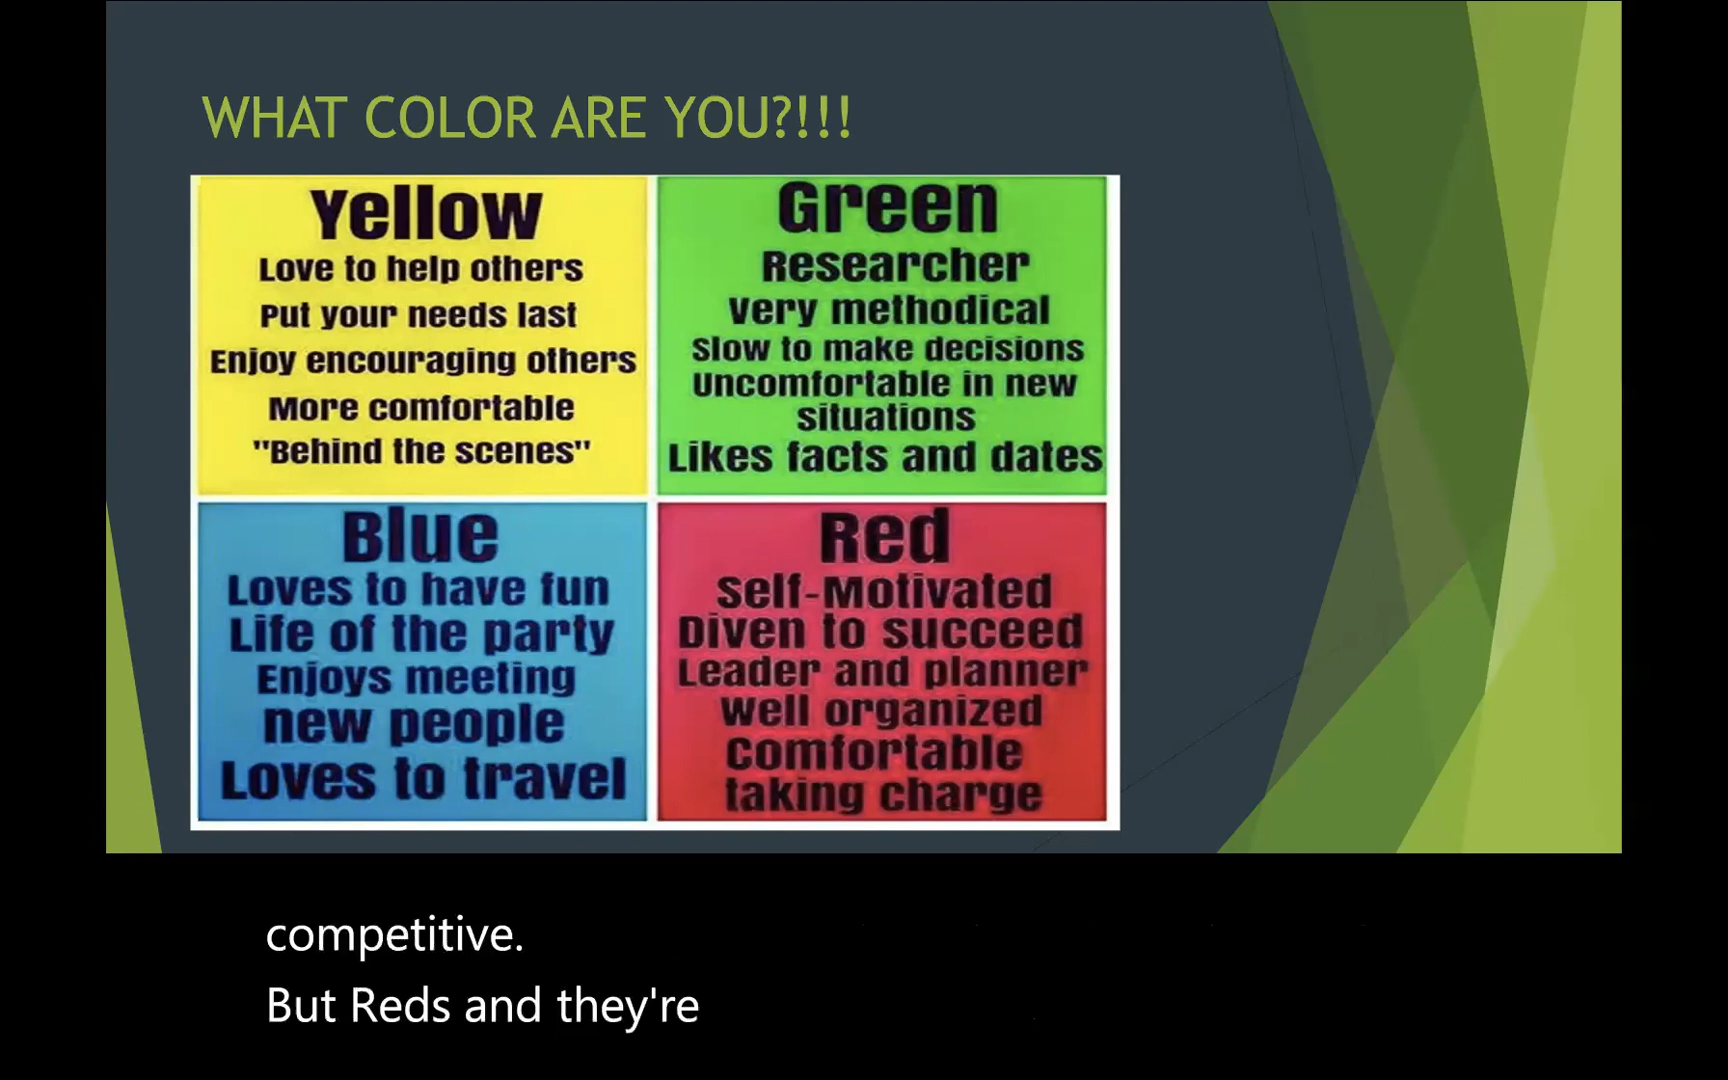 WHAT COLOR ARE YOU?!!!
Yellow
Love to help others
Put your needs last
Enjoy encouraging others
More comfortable
"Behind the scenes"
Green
Researcher
Very methodical
Slow to make decisions
Uncomfortable in new
situations
Likes facts and dates
Blue
Loves to have fun
Life of the party
Enjoys meeting
new people
Loves to travel
Red
Self-Motivated
Diven to succeed
Leader and planner
Well organized
Comfortable
taking charge
competitive.
But Reds and they're